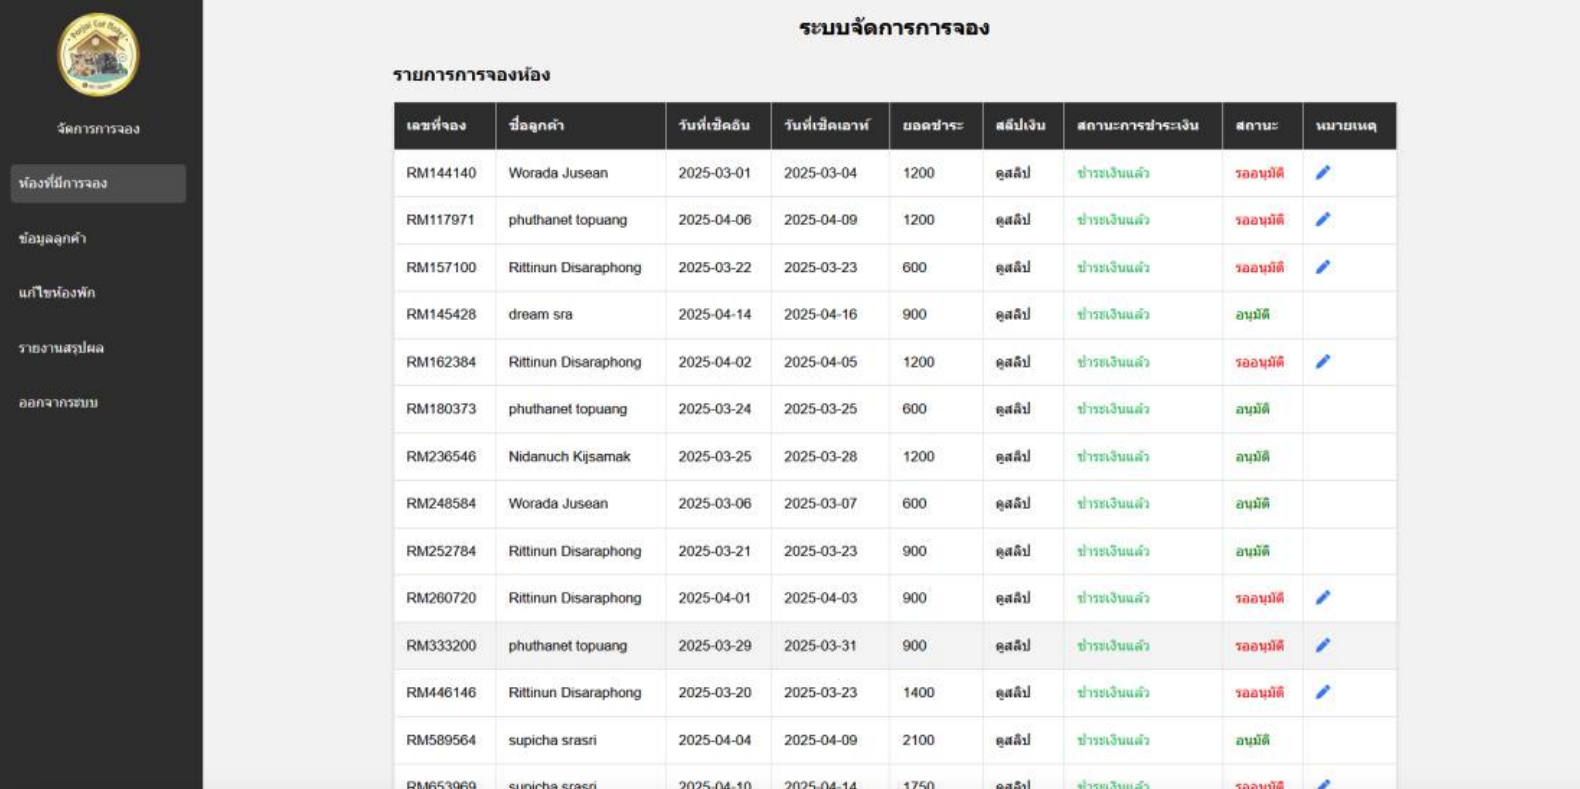 ระบบจัดการการจอง
รายการการจองห้อง
จัดการการจอง
ห้องที่มีการจอง
ข้อมูลลูกค้า
แก้ไขห้องพัก
รายงานสรุปผล
ออกจากระบบ
เลขที่จอง ชื่อลูกค้า วันที่เช็คอิน วันที่เช็คเอาท์ ยอดชำระ สลิปเงิน สถานะการชำระเงิน สถานะ หมายเหตุ
RM144140 Worada Jusean 2025-03-01 2025-03-04 1200 ดูสลิป ชำระเงินแล้ว รออนุมัติ
RM117971 phuthanet topuang 2025-04-06 2025-04-09 1200 ดูสลิป ชำระเงินแล้ว รออนุมัติ
RM157100 Rittinun Disaraphong 2025-03-22 2025-03-23 600 ดูสลิป ชำระเงินแล้ว รออนุมัติ
RM145428 dream sra 2025-04-14 2025-04-16 900 ดูสลิป ชำระเงินแล้ว อนุมัติ
RM162384 Rittinun Disaraphong 2025-04-02 2025-04-05 1200 ดูสลิป ชำระเงินแล้ว รออนุมัติ
RM180373 phuthanet topuang 2025-03-24 2025-03-25 600 ดูสลิป ชำระเงินแล้ว อนุมัติ
RM236546 Nidanuch Kijsamak 2025-03-25 2025-03-28 1200 ดูสลิป ชำระเงินแล้ว อนุมัติ
RM248584 Worada Jusean 2025-03-06 2025-03-07 600 ดูสลิป ชำระเงินแล้ว อนุมัติ
RM252784 Rittinun Disaraphong 2025-03-21 2025-03-23 900 ดูสลิป ชำระเงินแล้ว อนุมัติ
RM260720 Rittinun Disaraphong 2025-04-01 2025-04-03 900 ดูสลิป ชำระเงินแล้ว รออนุมัติ
RM333200 phuthanet topuang 2025-03-29 2025-03-31 900 ดูสลิป ชำระเงินแล้ว รออนุมัติ
RM446146 Rittinun Disaraphong 2025-03-20 2025-03-23 1400 ดูสลิป ชำระเงินแล้ว รออนุมัติ
RM589564 supicha srasri 2025-04-04 2025-04-09 2100 ดูสลิป ชำระเงินแล้ว อนุมัติ
RM653969 supicha srasri 2025-04-10 2025-04-14 1750 ดูสลิป ชำระเงินแล้ว รออนุมัติ